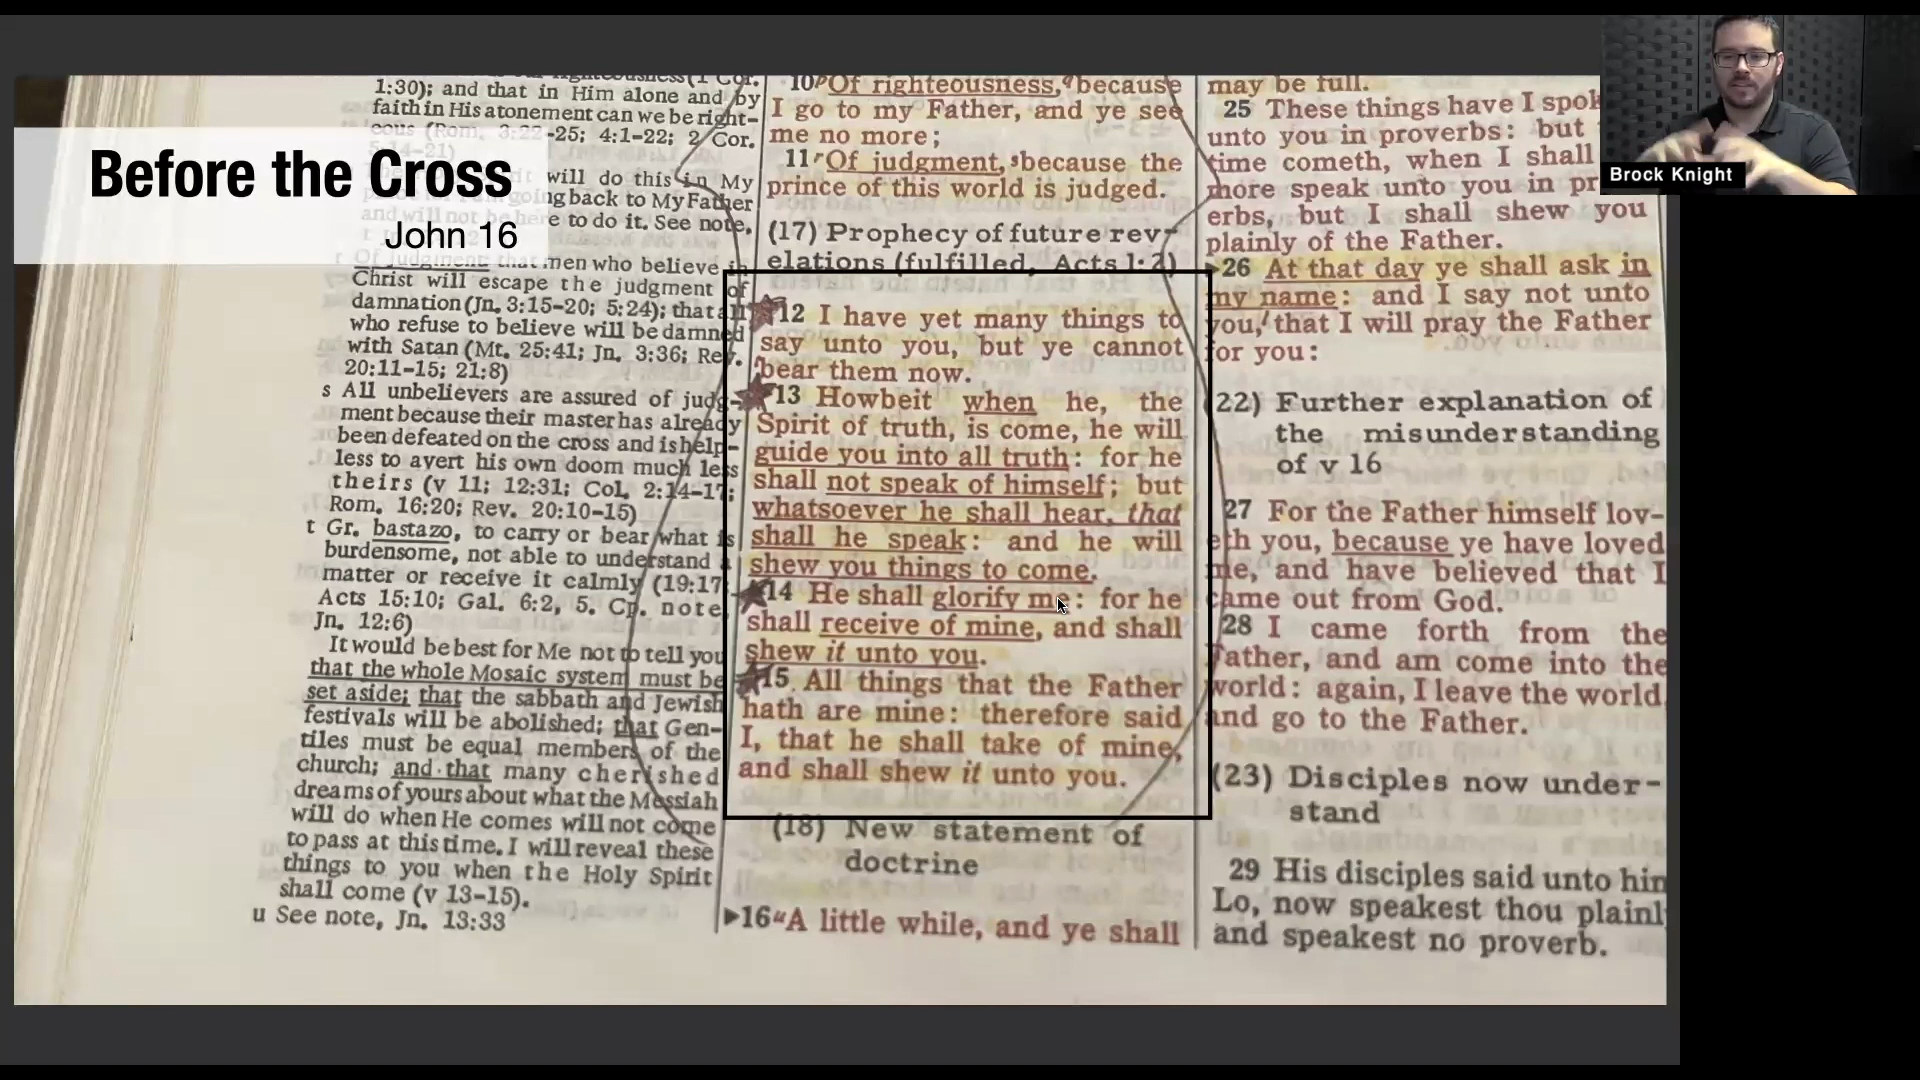 Before the Cross
John 16
Brock Knight
1:30); and that in Him alone and by
faith in His atonement can we be right-
-25; 4:1-22; 2 Cor.
will do this in My
going back to My Father
e to do it. See note.
r Of judgment: that men who believe in
Christ will escape the judgment of
damnation (Jn. 3:15-20; 5:24); that all
who refuse to believe will be damned
with Satan (Mt. 25:41; Jn. 3:36; Rev.
20:11-15; 21:8)
s All unbelievers are assured of judg-
ment because their master has already
been defeated on the cross and is help-
less to avert his own doom much less
theirs (v 11; 12:31; Col. 2:14-17;
Rom. 16:20; Rev. 20:10-15)
t Gr. bastazo, to carry or bear what is
burdensome, not able to understand a
matter or receive it calmly (19:17
Acts 15:10; Gal. 6:2, 5. Cp. note,
Jn. 12:6)
It would be best for Me not to tell you
that the whole Mosaic system must be
set aside; that the sabbath and Jewish
festivals will be abolished; that Gen-
tiles must be equal members of the
church; and that many cherished
dreams of yours about what the Messiah
will do when He comes will not come
to pass at this time. I will reveal these
things to you when the Holy Spirit
shall come (v 13-15).
u See note, Jn. 13:33
10 p Of righteousness, q because
I go to my Father, and ye see
me no more;
11 r Of judgment, s because the
prince of this world is judged.
(17) Prophecy of future rev-
elations (fulfilled, Acts 1:2)
12 I have yet many things to
say unto you, but ye cannot
t bear them now.
13 Howbeit when he, the
Spirit of truth, is come, he will
guide you into all truth: for he
shall not speak of himself; but
whatsoever he shall hear, that
shall he speak: and he will
shew you things to come.
14 He shall glorify me: for he
shall receive of mine, and shall
shew it unto you.
15 All things that the Father
hath are mine: therefore said
I, that he shall take of mine,
and shall shew it unto you.
(18) New statement of
doctrine
►16 u A little while, and ye shall
may be full.
25 These things have I spok
unto you in proverbs: but
time cometh, when I shall
more speak unto you in pr
erbs, but I shall shew you
plainly of the Father.
►26 At that day ye shall ask in
my name: and I say not unto
you, that I will pray the Father
for you:
(22) Further explanation of
the misunderstanding
of v 16
27 For the Father himself lov-
eth you, because ye have loved
me, and have believed that I
came out from God.
28 I came forth from the
Father, and am come into the
world: again, I leave the world,
and go to the Father.
(23) Disciples now under-
stand
29 His disciples said unto him
Lo, now speakest thou plainl
and speakest no proverb.